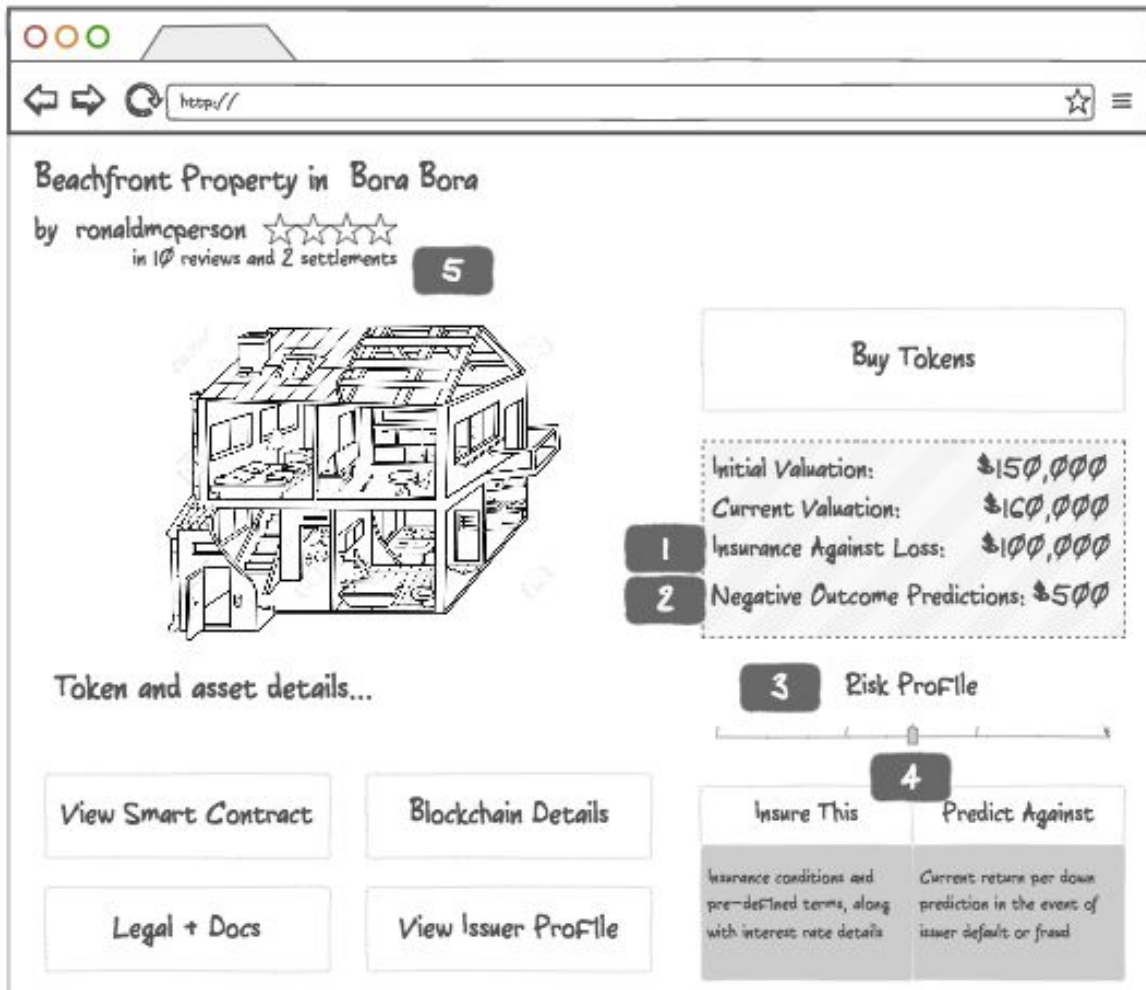 http://
Beachfront Property in Bora Bora
by ronaldmcperson
in 10 reviews and 2 settlements
5
Buy Tokens
Initial Valuation: $150,000
Current Valuation: $160,000
1 Insurance Against Loss: $100,000
2 Negative Outcome Predictions: $500
Token and asset details...
3 Risk Profile
4
View Smart Contract
Blockchain Details
Legal + Docs
View Issuer Profile
Insure This
Insurance conditions and
pre-defined terms, along
with interest rate details
Predict Against
Current return per down
prediction in the event of
issuer default or fraud